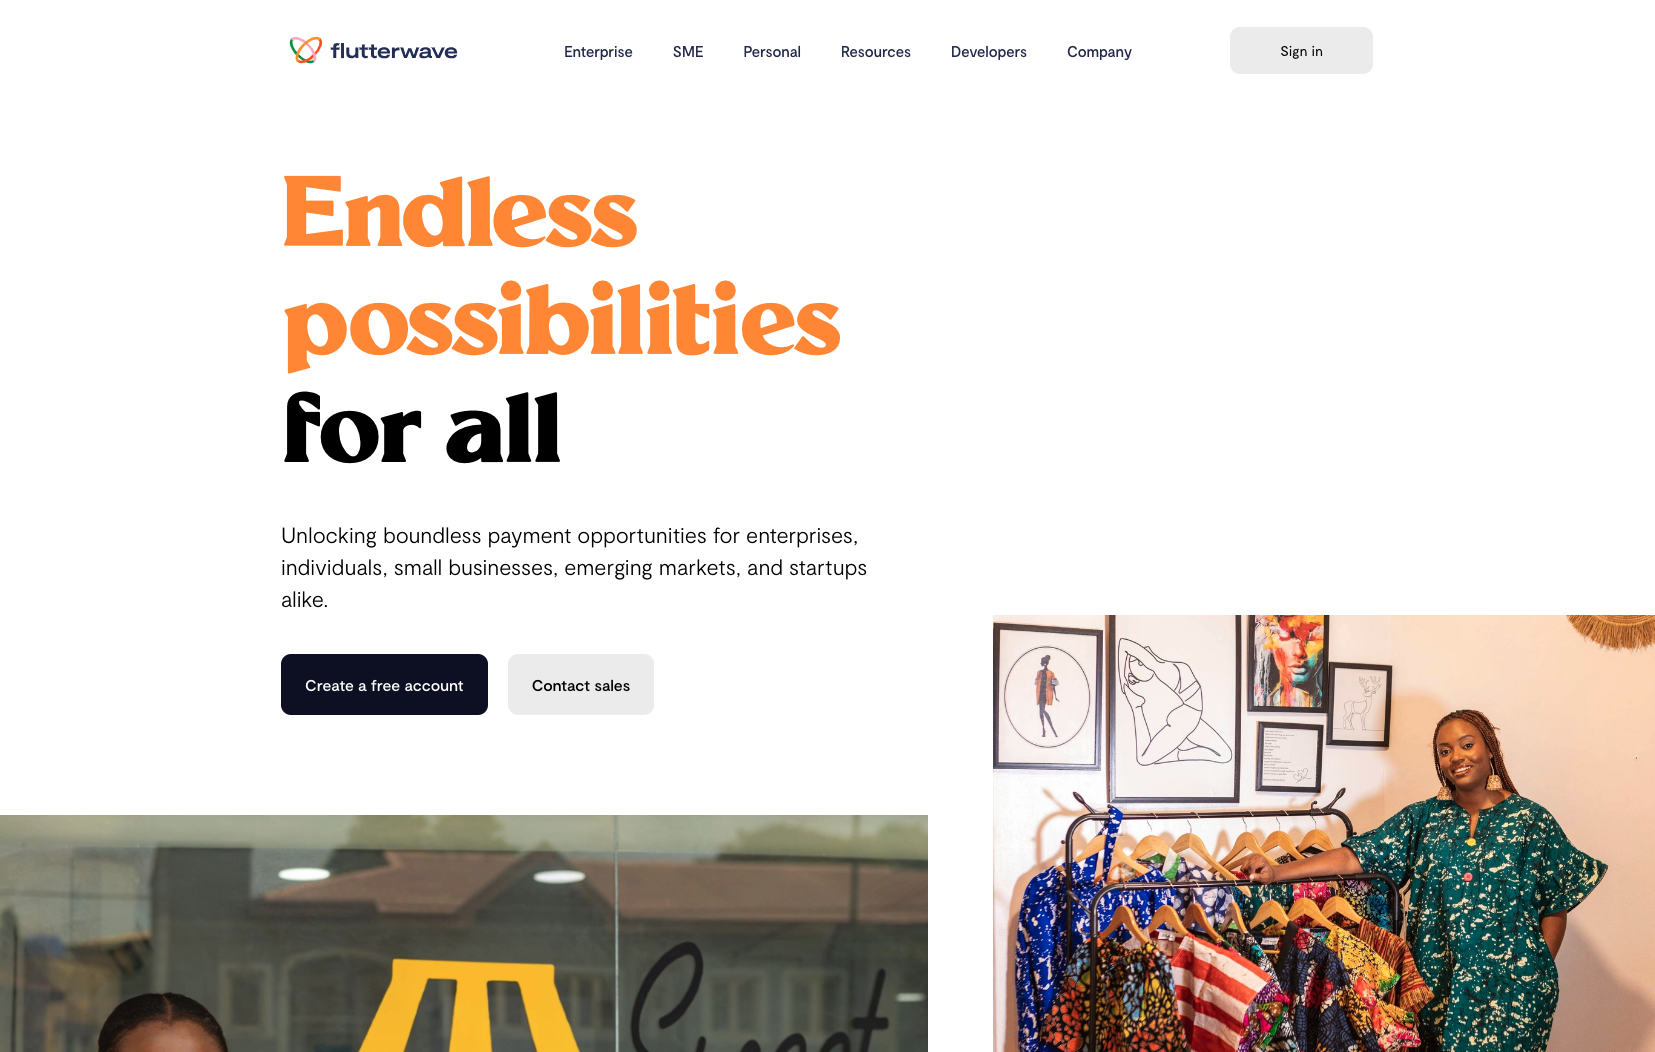 flutterwave
Enterprise
SME
Personal
Resources
Developers
Company
Sign in
Endless
possibilities
for all
Unlocking boundless payment opportunities for enterprises,
individuals, small businesses, emerging markets, and startups
alike.
Create a free account
Contact sales
Sweet